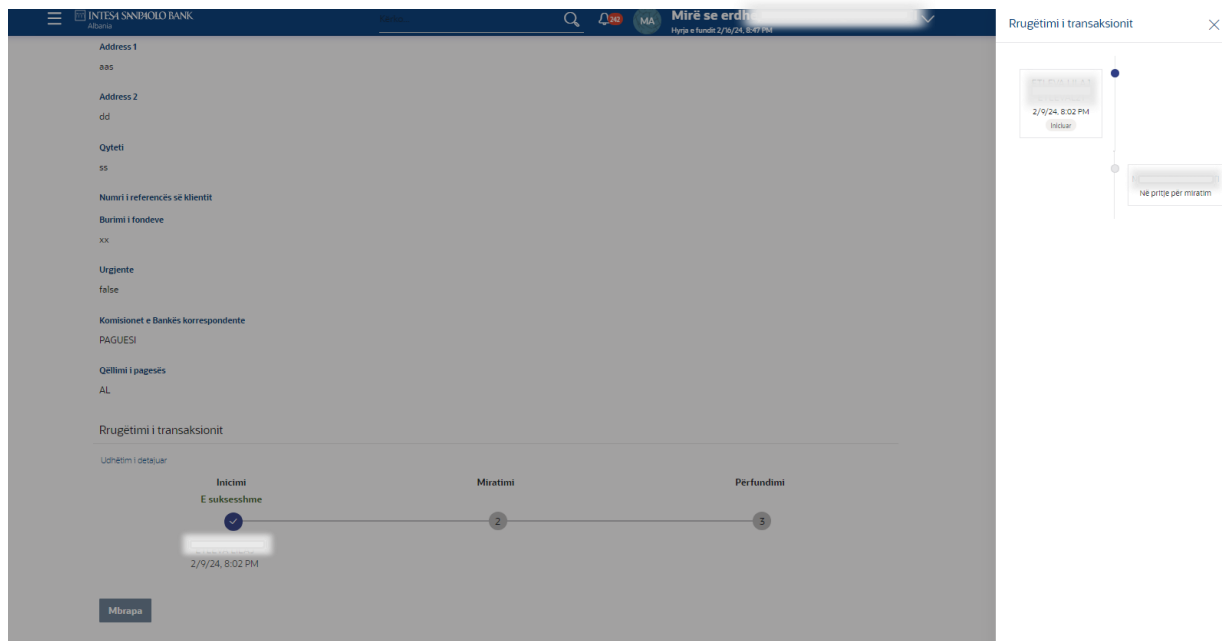 INTESA SANPAOLO BANK
Albania
242
MA
Mirë se erdhë
Hyrja e fundit 2/16/24, 8:47 PM
Address 1
aas
Address 2
dd
Qyteti
ss
Numri i referencës së klientit
Burimi i fondeve
xx
Urgjente
false
Komisionet e Bankës korrespondente
PAGUESI
Qëllimi i pagesës
AL
Rrugëtimi i transaksionit
Udhëtim i detajuar
Inicimi
Miratimi
Përfundimi
E suksesshme
2
3
2/9/24, 8:02 PM
Mbrapa
Rrugëtimi i transaksionit
2/9/24, 8:02 PM
Iniciuar
Në pritje për miratim